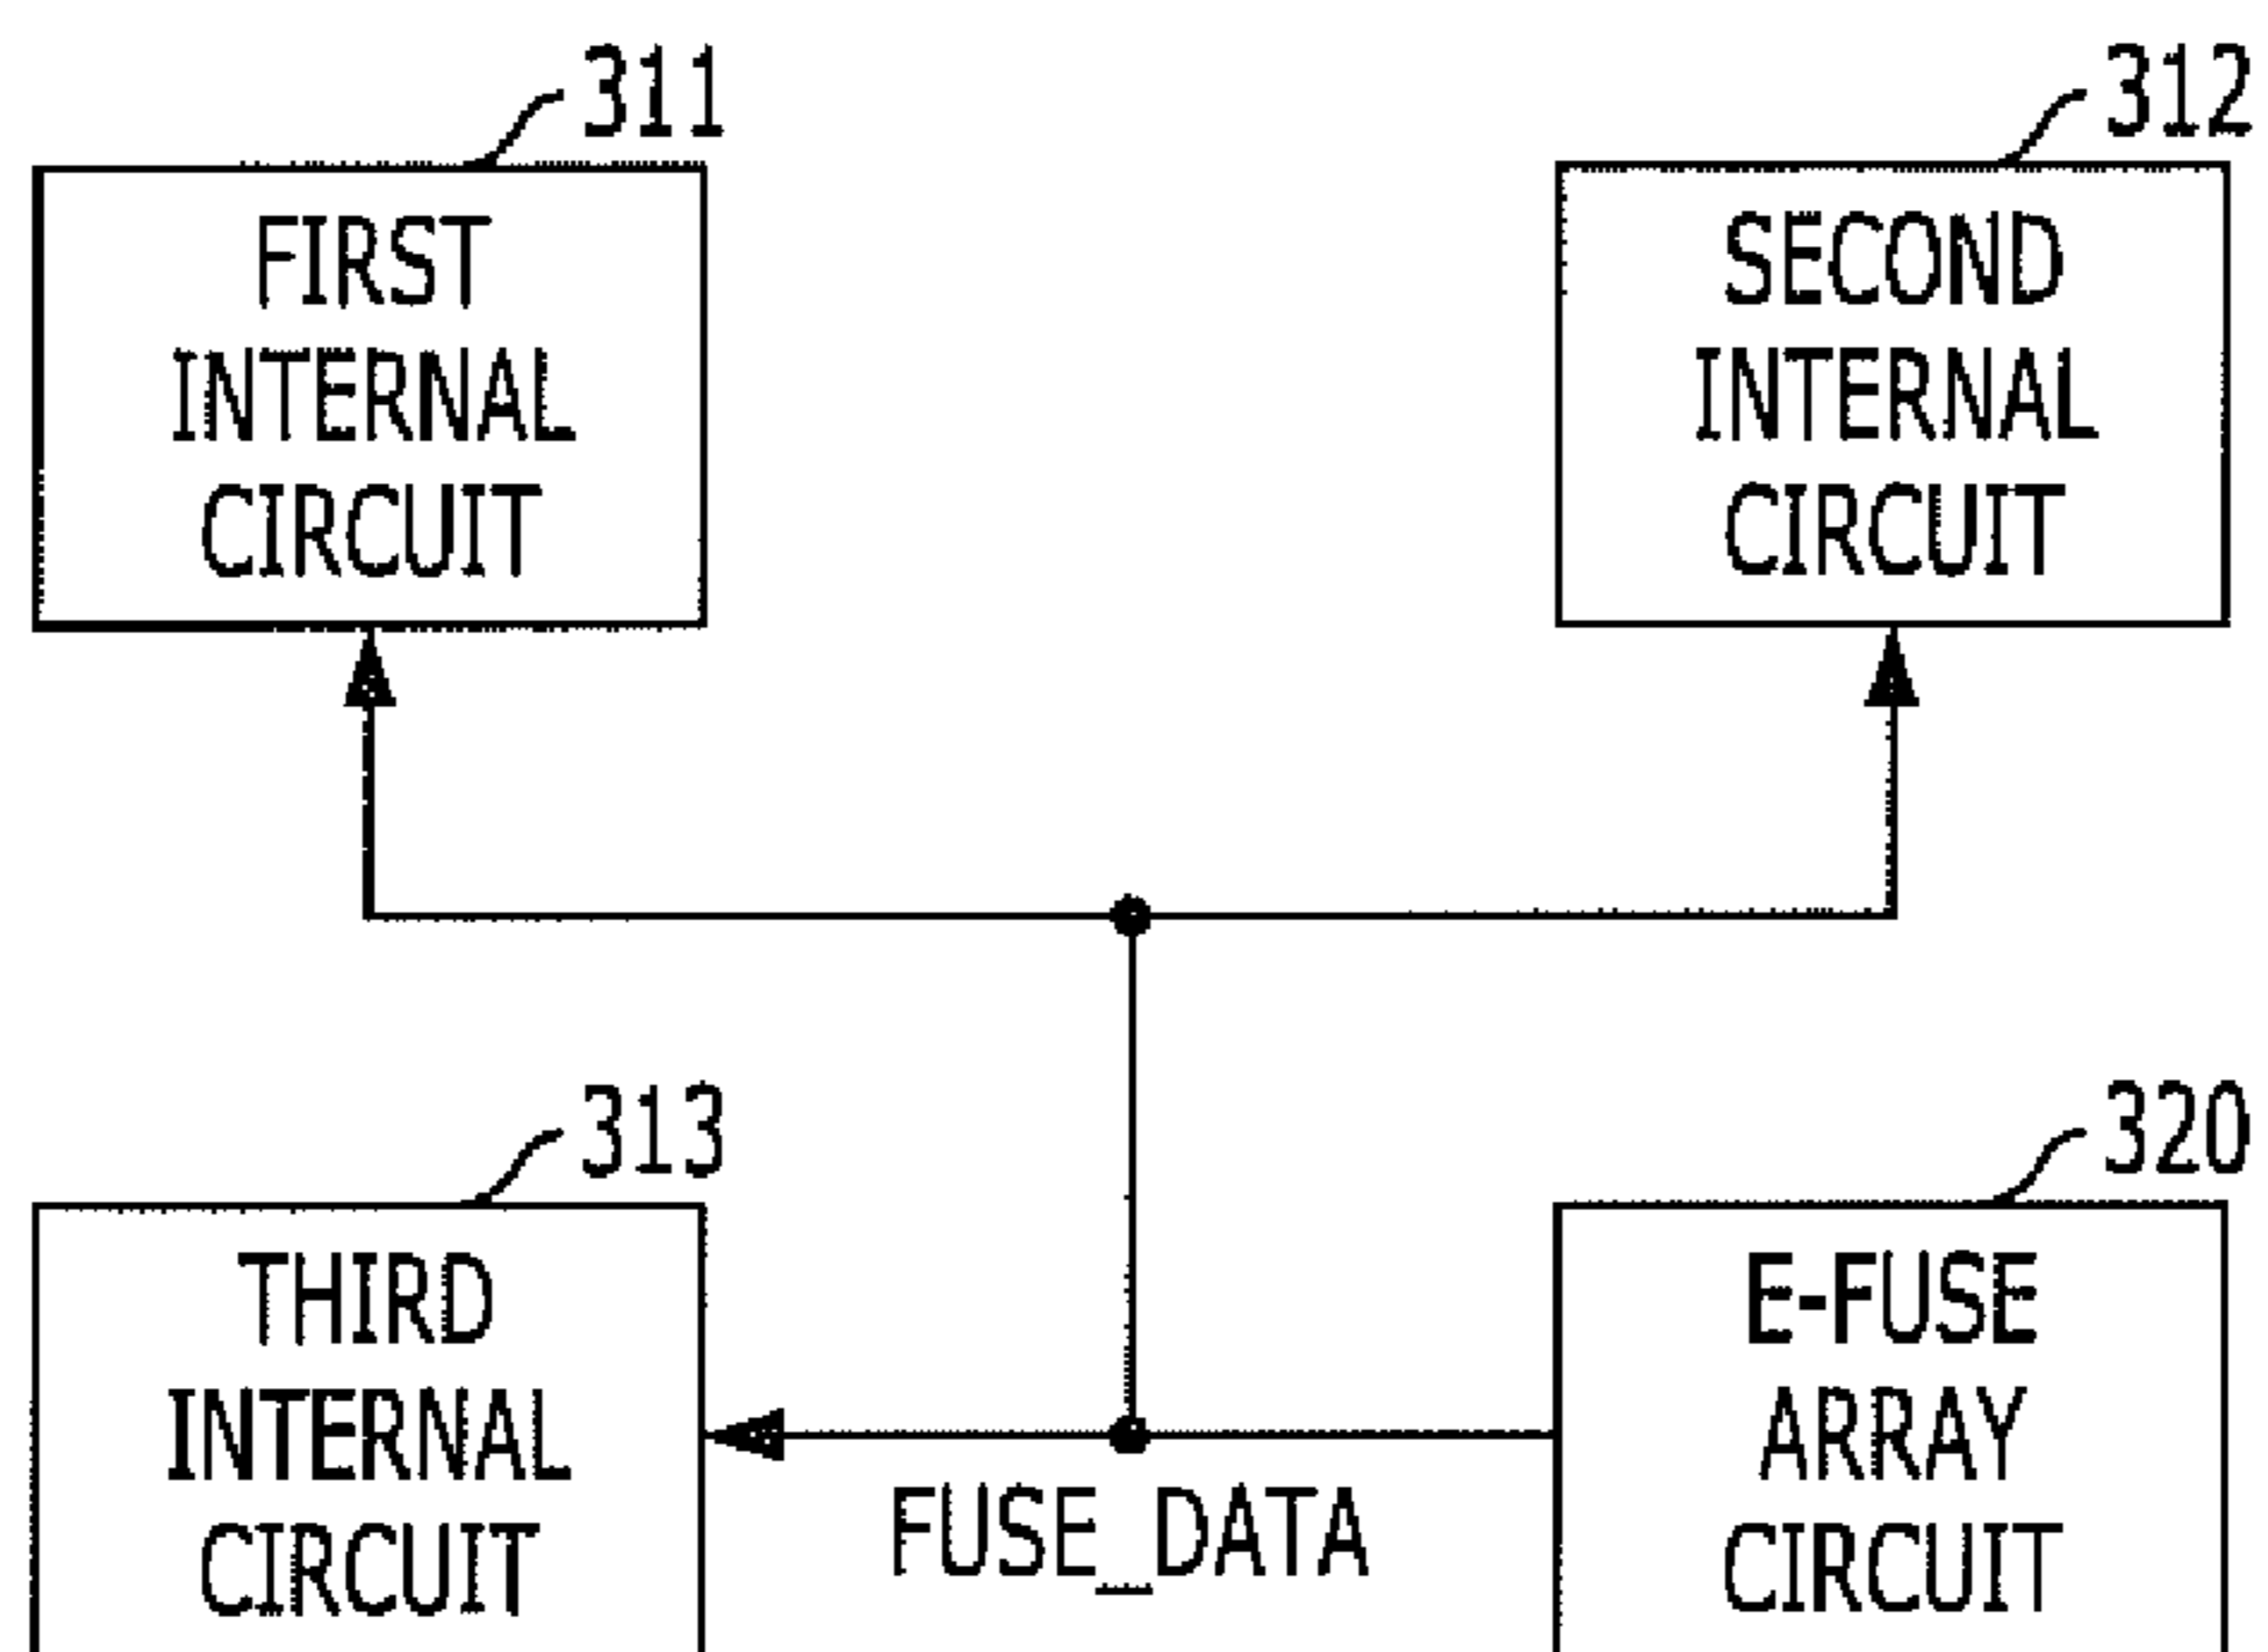 311
FIRST
INTERNAL
CIRCUIT
312
SECOND
INTERNAL
CIRCUIT
313
THIRD
INTERNAL
CIRCUIT
FUSE_DATA
320
E-FUSE
ARRAY
CIRCUIT